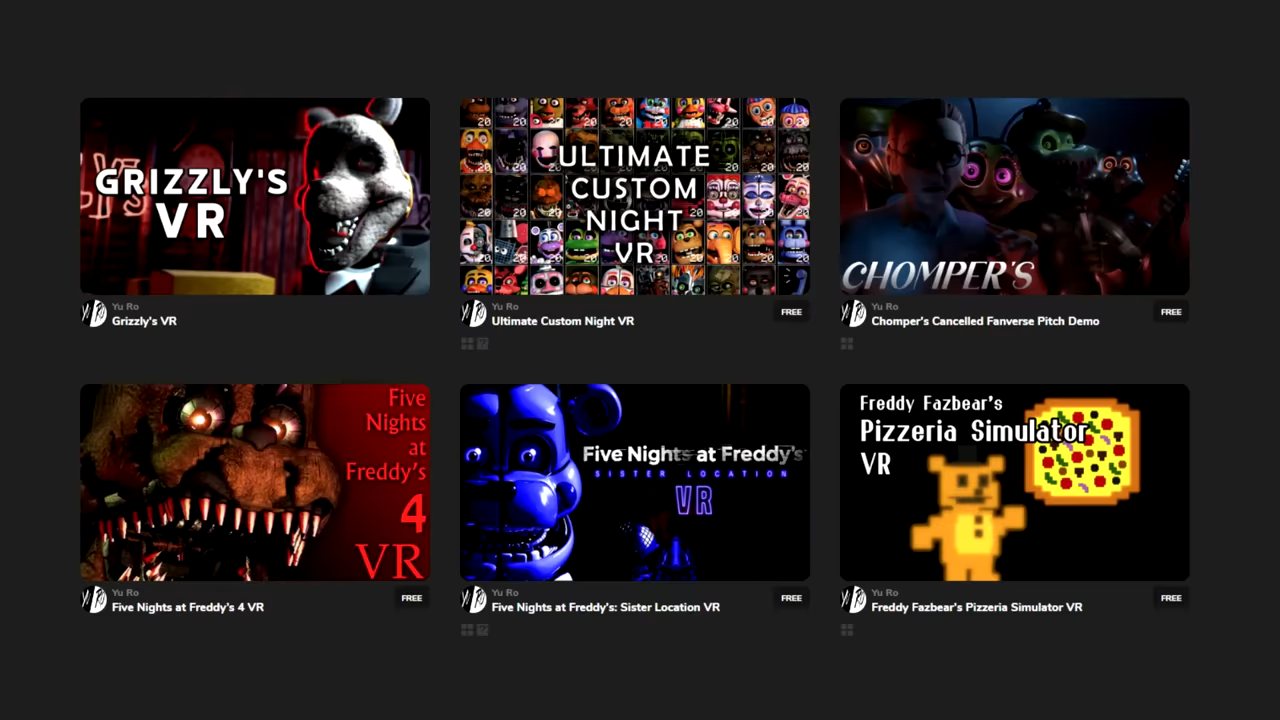 GRIZZLY'S
VR
Yu Ro
Grizzly's VR
ULTIMATE
CUSTOM
NIGHT
VR
Yu Ro
Ultimate Custom Night VR
FREE
CHOMPER'S
Yu Ro
Chomper's Cancelled Fanverse Pitch Demo
FREE
Five
Nights
at
Freddy's
4
VR
Yu Ro
Five Nights at Freddy's 4 VR
FREE
Five Nights at Freddy's
SISTER LOCATION
VR
Yu Ro
Five Nights at Freddy's: Sister Location VR
FREE
Freddy Fazbear's
Pizzeria Simulator
VR
Yu Ro
Freddy Fazbear's Pizzeria Simulator VR
FREE